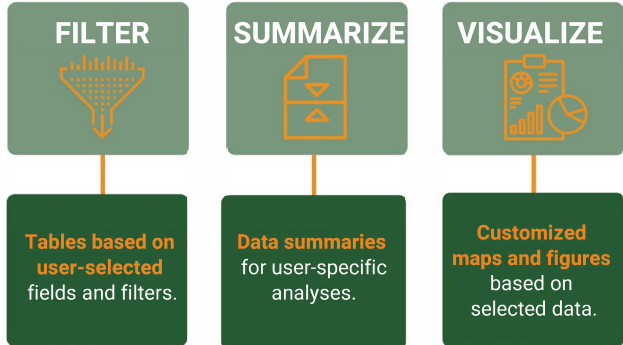 FILTER
Tables based on
user-selected
fields and filters.
SUMMARIZE
Data summaries
for user-specific
analyses.
VISUALIZE
Customized
maps and figures
based on
selected data.